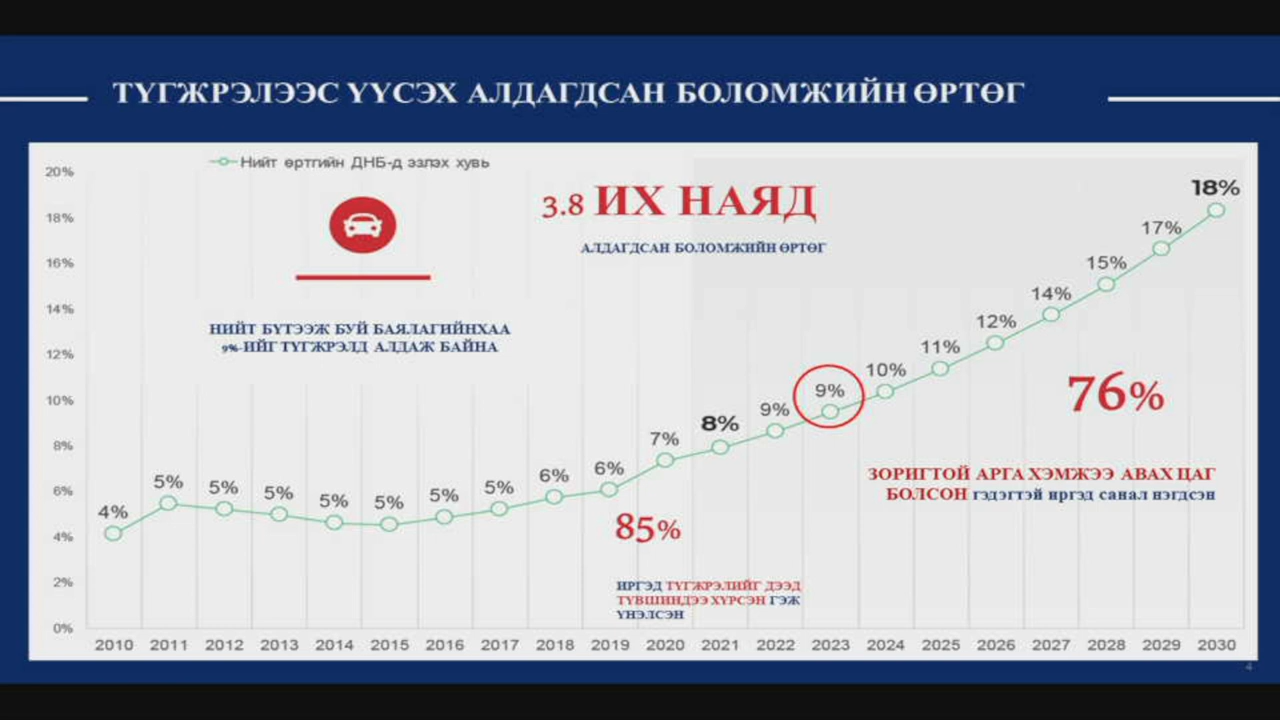 ТҮГЖРЭЛЭЭС ҮҮСЭХ АЛДАГДСАН БОЛОМЖИЙН ӨРТӨГ
Нийт өртгийн ДНБ-д эзлэх хувь
3.8 ИХ НАЯД
АЛДАГДСАН БОЛОМЖИЙН ӨРТӨГ
НИЙТ БҮТЭЭЖ БУЙ БАЯЛАГИЙНХАА
9%-ИЙГ ТҮГЖРЭЛД АЛДАЖ БАЙНА
20%
18%
16%
14%
12%
10%
8%
6%
4%
2%
0%
4%
5%
5%
5%
5%
5%
5%
5%
6%
6%
7%
8%
9%
9%
10%
11%
12%
14%
15%
17%
18%
76%
ЗОРИГТОЙ АРГА ХЭМЖЭЭ АВАХ ЦАГ
БОЛСОН гэдэгтэй иргэд санал нэгдсэн
85%
ИРГЭД ТҮГЖРЭЛИЙГ ДЭЭД
ТҮВШИНДЭЭ ХҮРСЭН ГЭЖ
ҮНЭЛСЭН
2010 2011 2012 2013 2014 2015 2016 2017 2018 2019 2020 2021 2022 2023 2024 2025 2026 2027 2028 2029 2030
4